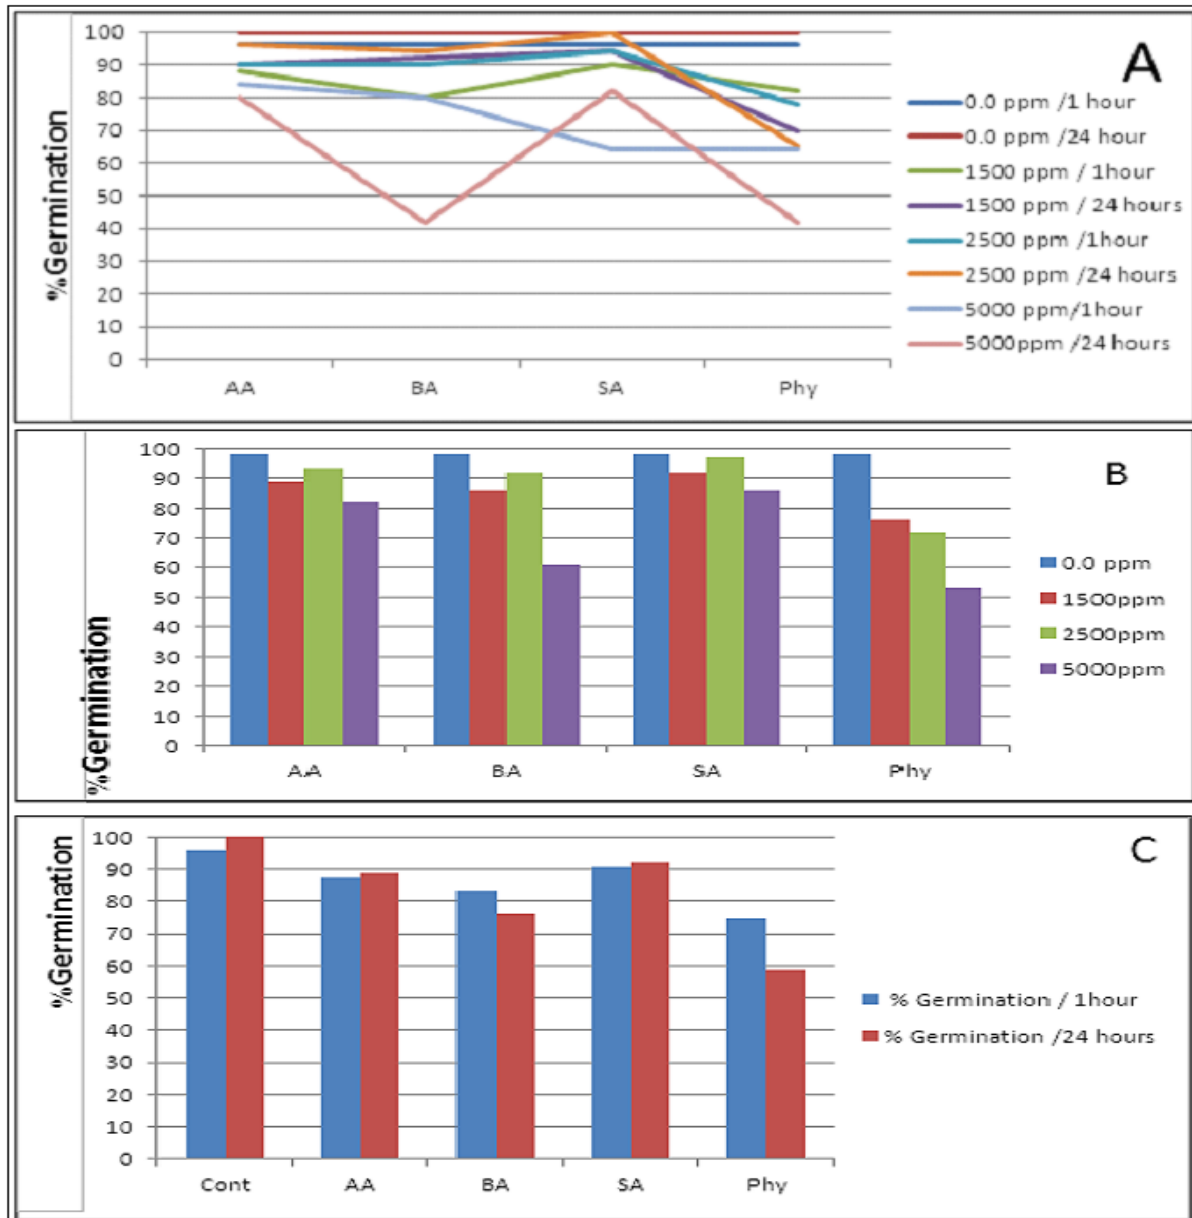 A
%Germination
100
90
80
70
60
50
40
30
20
10
0
AA BA SA Phy
0.0 ppm /1 hour
0.0 ppm /24 hour
1500 ppm / 1hour
1500 ppm / 24 hours
2500 ppm /1hour
2500 ppm /24 hours
5000 ppm/1hour
5000ppm /24 hours
B
%Germination
100
90
80
70
60
50
40
30
20
10
0
AA BA SA Phy
0.0 ppm
1500ppm
2500ppm
5000ppm
C
%Germination
100
90
80
70
60
50
40
30
20
10
0
Cont AA BA SA Phy
% Germination / 1hour
% Germination /24 hours